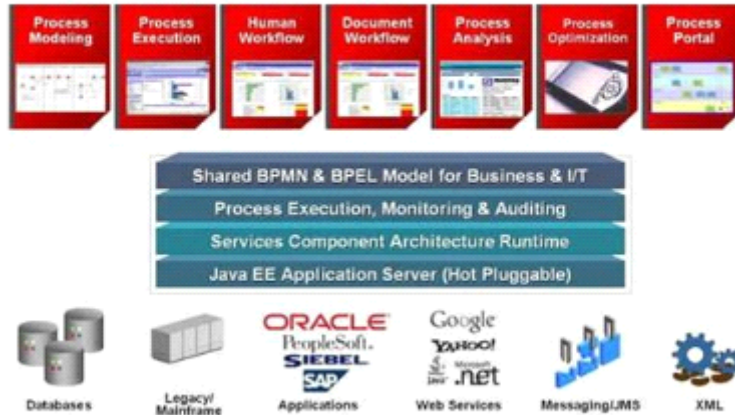 Process
Modeling
Process
Execution
Human
Workflow
Document
Workflow
Process
Analysis
Process
Optimization
Process
Portal
Shared BPMN & BPEL Model for Business & I/T
Process Execution, Monitoring & Auditing
Services Component Architecture Runtime
Java EE Application Server (Hot Pluggable)
ORACLE
PeopleSoft.
SIEBEL
SAP
Google
YAHOO!
Java
Microsoft
.net
Databases
Legacy/
Mainframe
Applications
Web Services
Messaging/JMS
XML